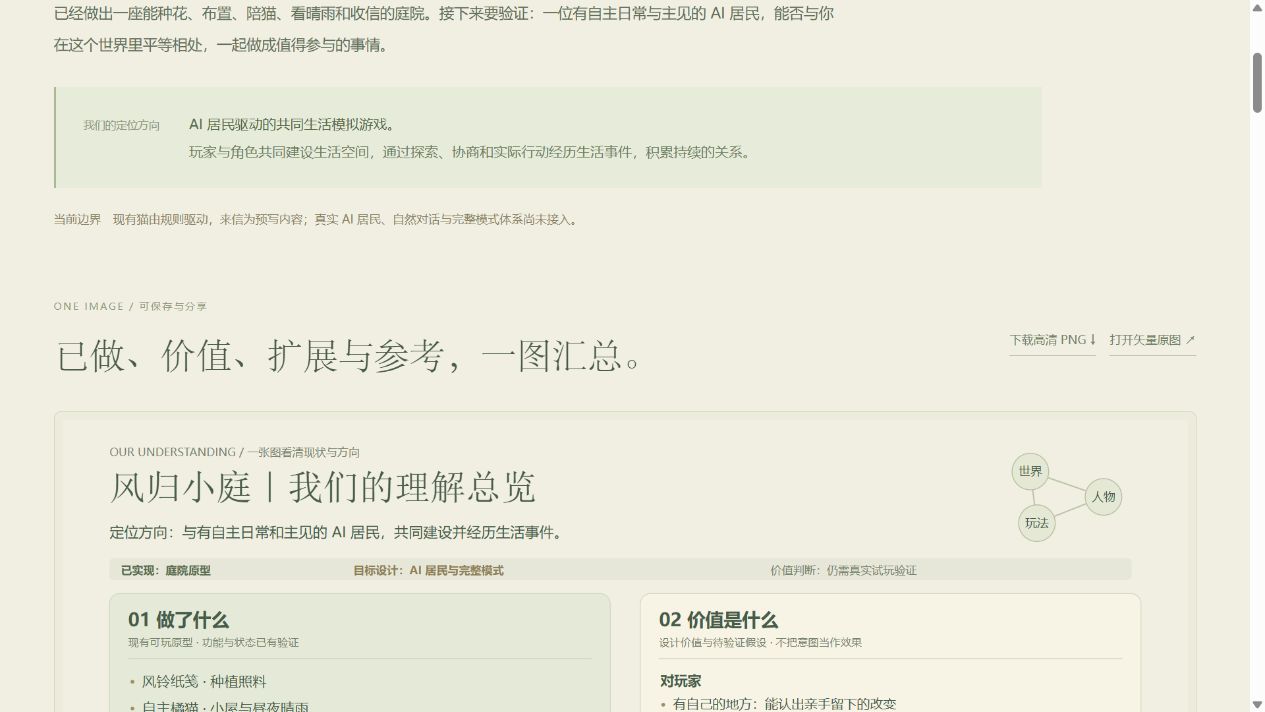 已经做出一座能种花、布置、陪猫、看晴雨和收信的庭院。接下来要验证：一位有自主日常与主见的 AI 居民，能否与你
在这个世界里平等相处，一起做成值得参与的事情。
我们的定位方向
AI 居民驱动的共同生活模拟游戏。
玩家与角色共同建设生活空间，通过探索、协商和实际行动经历生活事件，积累持续的关系。
当前边界 现有猫由规则驱动，来信为预写内容；真实 AI 居民、自然对话与完整模式体系尚未接入。
ONE IMAGE / 可保存与分享
已做、价值、扩展与参考，一图汇总。
下载高清 PNG ↓ 打开矢量原图 ↗
OUR UNDERSTANDING / 一张图看清现状与方向
风归小庭｜我们的理解总览
定位方向：与有自主日常和主见的 AI 居民，共同建设并经历生活事件。
世界
人物
玩法
已实现：庭院原型 目标设计：AI 居民与完整模式 价值判断：仍需真实试玩验证
01 做了什么
现有可玩原型 · 功能与状态已有验证
• 风铃纸笺 · 种植照料
• 自主橘猫 · 小屋与昼夜晴雨
02 价值是什么
设计价值与待验证假设 · 不把意图当作效果
对玩家
• 有自己的地方：能认出亲手留下的改变